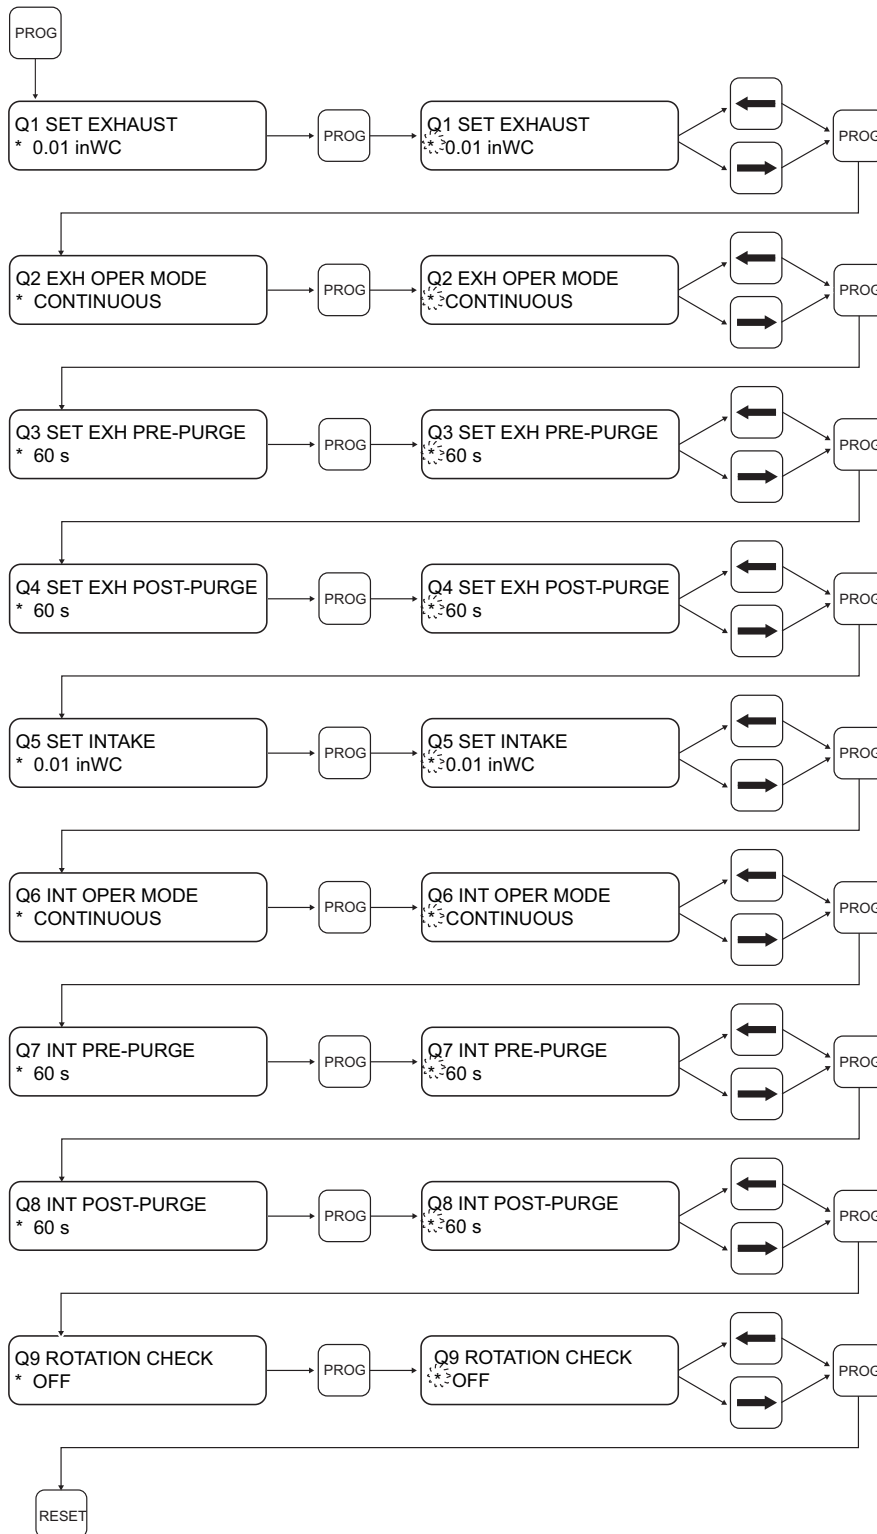 PROG
Q1 SET EXHAUST
* 0.01 inWC
PROG
Q1 SET EXHAUST
* 0.01 inWC
PROG
Q2 EXH OPER MODE
* CONTINUOUS
PROG
Q2 EXH OPER MODE
* CONTINUOUS
PROG
Q3 SET EXH PRE-PURGE
* 60 s
PROG
Q3 SET EXH PRE-PURGE
* 60 s
PROG
Q4 SET EXH POST-PURGE
* 60 s
PROG
Q4 SET EXH POST-PURGE
* 60 s
PROG
Q5 SET INTAKE
* 0.01 inWC
PROG
Q5 SET INTAKE
* 0.01 inWC
PROG
Q6 INT OPER MODE
* CONTINUOUS
PROG
Q6 INT OPER MODE
* CONTINUOUS
PROG
Q7 INT PRE-PURGE
* 60 s
PROG
Q7 INT PRE-PURGE
* 60 s
PROG
Q8 INT POST-PURGE
* 60 s
PROG
Q8 INT POST-PURGE
* 60 s
PROG
Q9 ROTATION CHECK
* OFF
PROG
Q9 ROTATION CHECK
* OFF
PROG
RESET